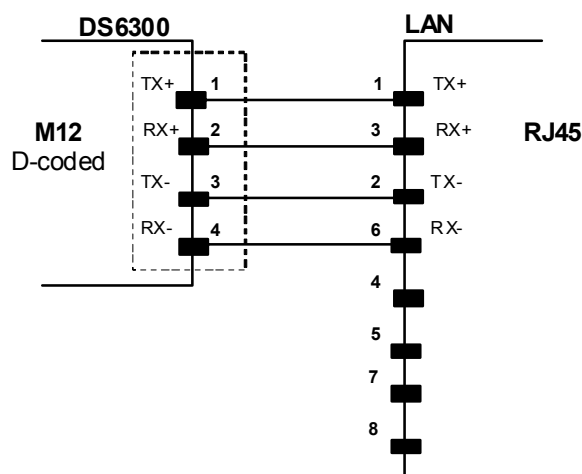 DS6300 LAN
TX+ 1 1 TX+
M12 RX+ 2 3 RX+ RJ45
D-coded
TX- 3 2 TX-
RX- 4 6 RX-
4
5
7
8